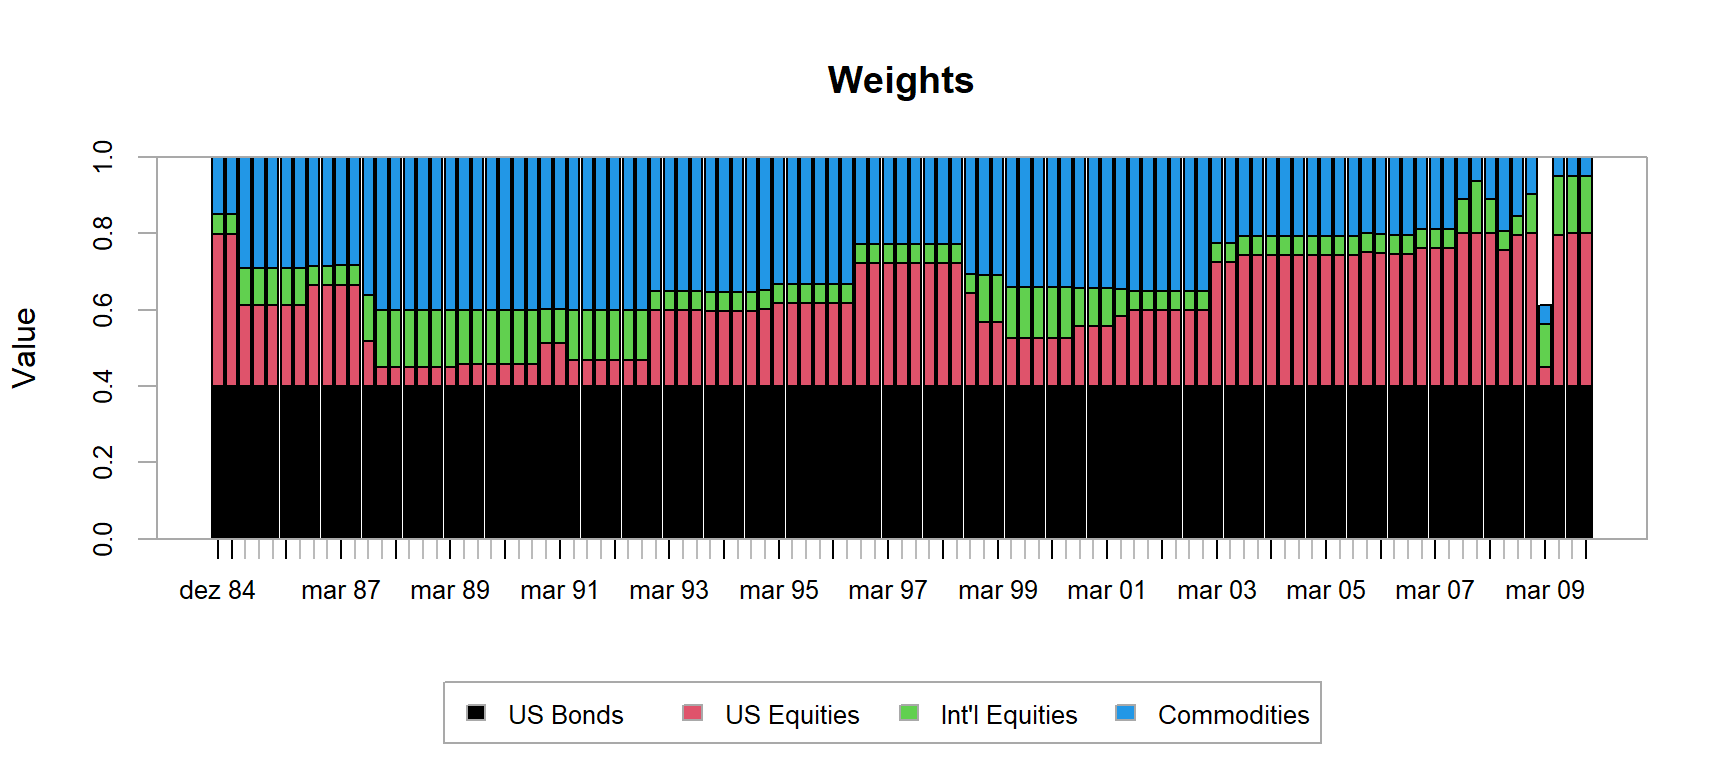 Weights
Value
1.0
0.8
0.6
0.4
0.2
0.0
dez 84 mar 87 mar 89 mar 91 mar 93 mar 95 mar 97 mar 99 mar 01 mar 03 mar 05 mar 07 mar 09
US Bonds US Equities Int'l Equities Commodities